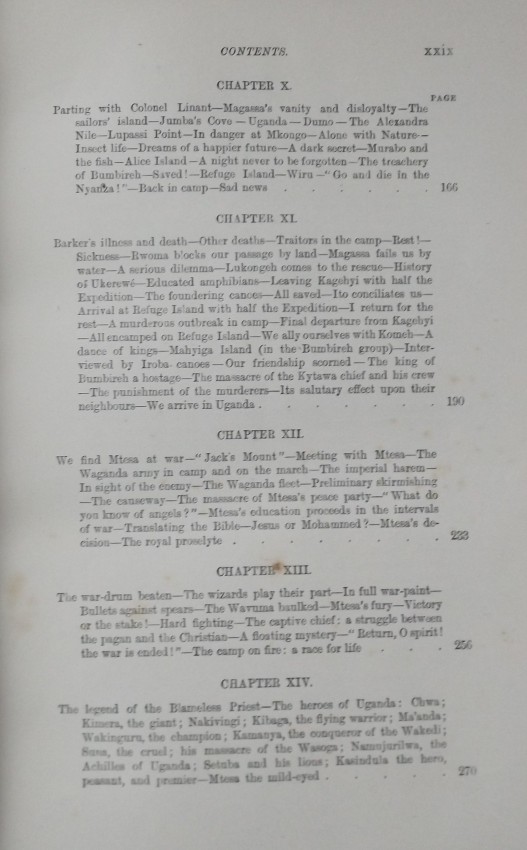 CONTENTS. xxix
CHAPTER X.
PAGE
Parting with Colonel Linant—Magassa's vanity and disloyalty—The
sailors' island—Jumba's Cove—Uganda—Dumo—The Alexandra
Nile—Lupassi Point—In danger at Mkongo—Alone with Nature—
Insect life—Dreams of a happier future—A dark secret—Murabo and
the fish—Alice Island—A night never to be forgotten—The treachery
of Bumbireh—Saved!—Refuge Island—Wiru—"Go and die in the
Nyanza!"—Back in camp—Sad news . . . . . 166
CHAPTER XI.
Barker's illness and death—Other deaths—Traitors in the camp—Rest!—
Sickness—Rwoma blocks our passage by land—Magassa fails us by
water—A serious dilemma—Lukongeh comes to the rescue—History
of Ukerewé—Educated amphibians—Leaving Kagehyi with half the
Expedition—The foundering canoes—All saved—Ito conciliates us—
Arrival at Refuge Island with half the Expedition—I return for the
rest—A murderous outbreak in camp—Final departure from Kagehyi
—All encamped on Refuge Island—We ally ourselves with Komeh—A
dance of kings—Mahyiga Island (in the Bumbireh group)—Inter-
viewed by Iroba canoes—Our friendship scorned—The king of
Bumbireh a hostage—The massacre of the Kytawa chief and his crew
—The punishment of the murderers—Its salutary effect upon their
neighbours—We arrive in Uganda . . . . . . 190
CHAPTER XII.
We find Mtesa at war—"Jack's Mount"—Meeting with Mtesa—The
Waganda army in camp and on the march—The imperial harem—
In sight of the enemy—The Waganda fleet—Preliminary skirmishing
—The causeway—The massacre of Mtesa's peace party—"What do
you know of angels?"—Mtesa's education proceeds in the intervals
of war—Translating the Bible—Jesus or Mohammed?—Mtesa's de-
cision—The royal proselyte . . . . . . . . 233
CHAPTER XIII.
The war-drum beaten—The wizards play their part—In full war-paint—
Bullets against spears—The Wavuma baulked—Mtesa's fury—Victory
or the stake!—Hard fighting—The captive chief: a struggle between
the pagan and the Christian—A floating mystery—"Return, O spirit!
the war is ended!"—The camp on fire: a race for life . . . 256
CHAPTER XIV.
The legend of the Blameless Priest—The heroes of Uganda: Chwa;
Kimera, the giant; Nakivingi; Kibaga, the flying warrior; Ma'anda;
Wakinguru, the champion; Kamanya, the conqueror of the Wakedi;
Suna, the cruel; his massacre of the Wasoga; Namujurilwa, the
Achilles of Uganda; Setuba and his lions; Kasindula the hero,
peasant, and premier—Mtesa the mild-eyed . . . . . 270